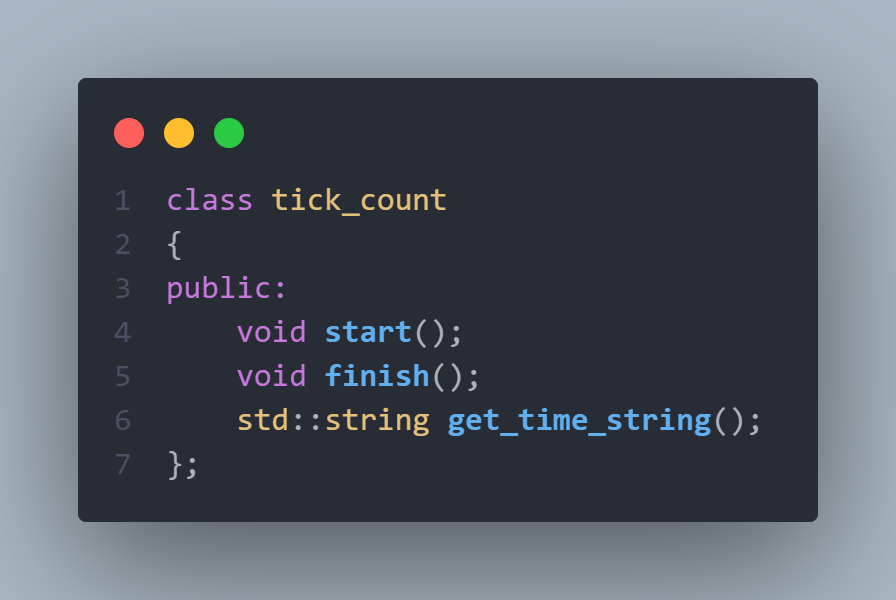 1 class tick_count
2 {
3 public:
4     void start();
5     void finish();
6     std::string get_time_string();
7 };